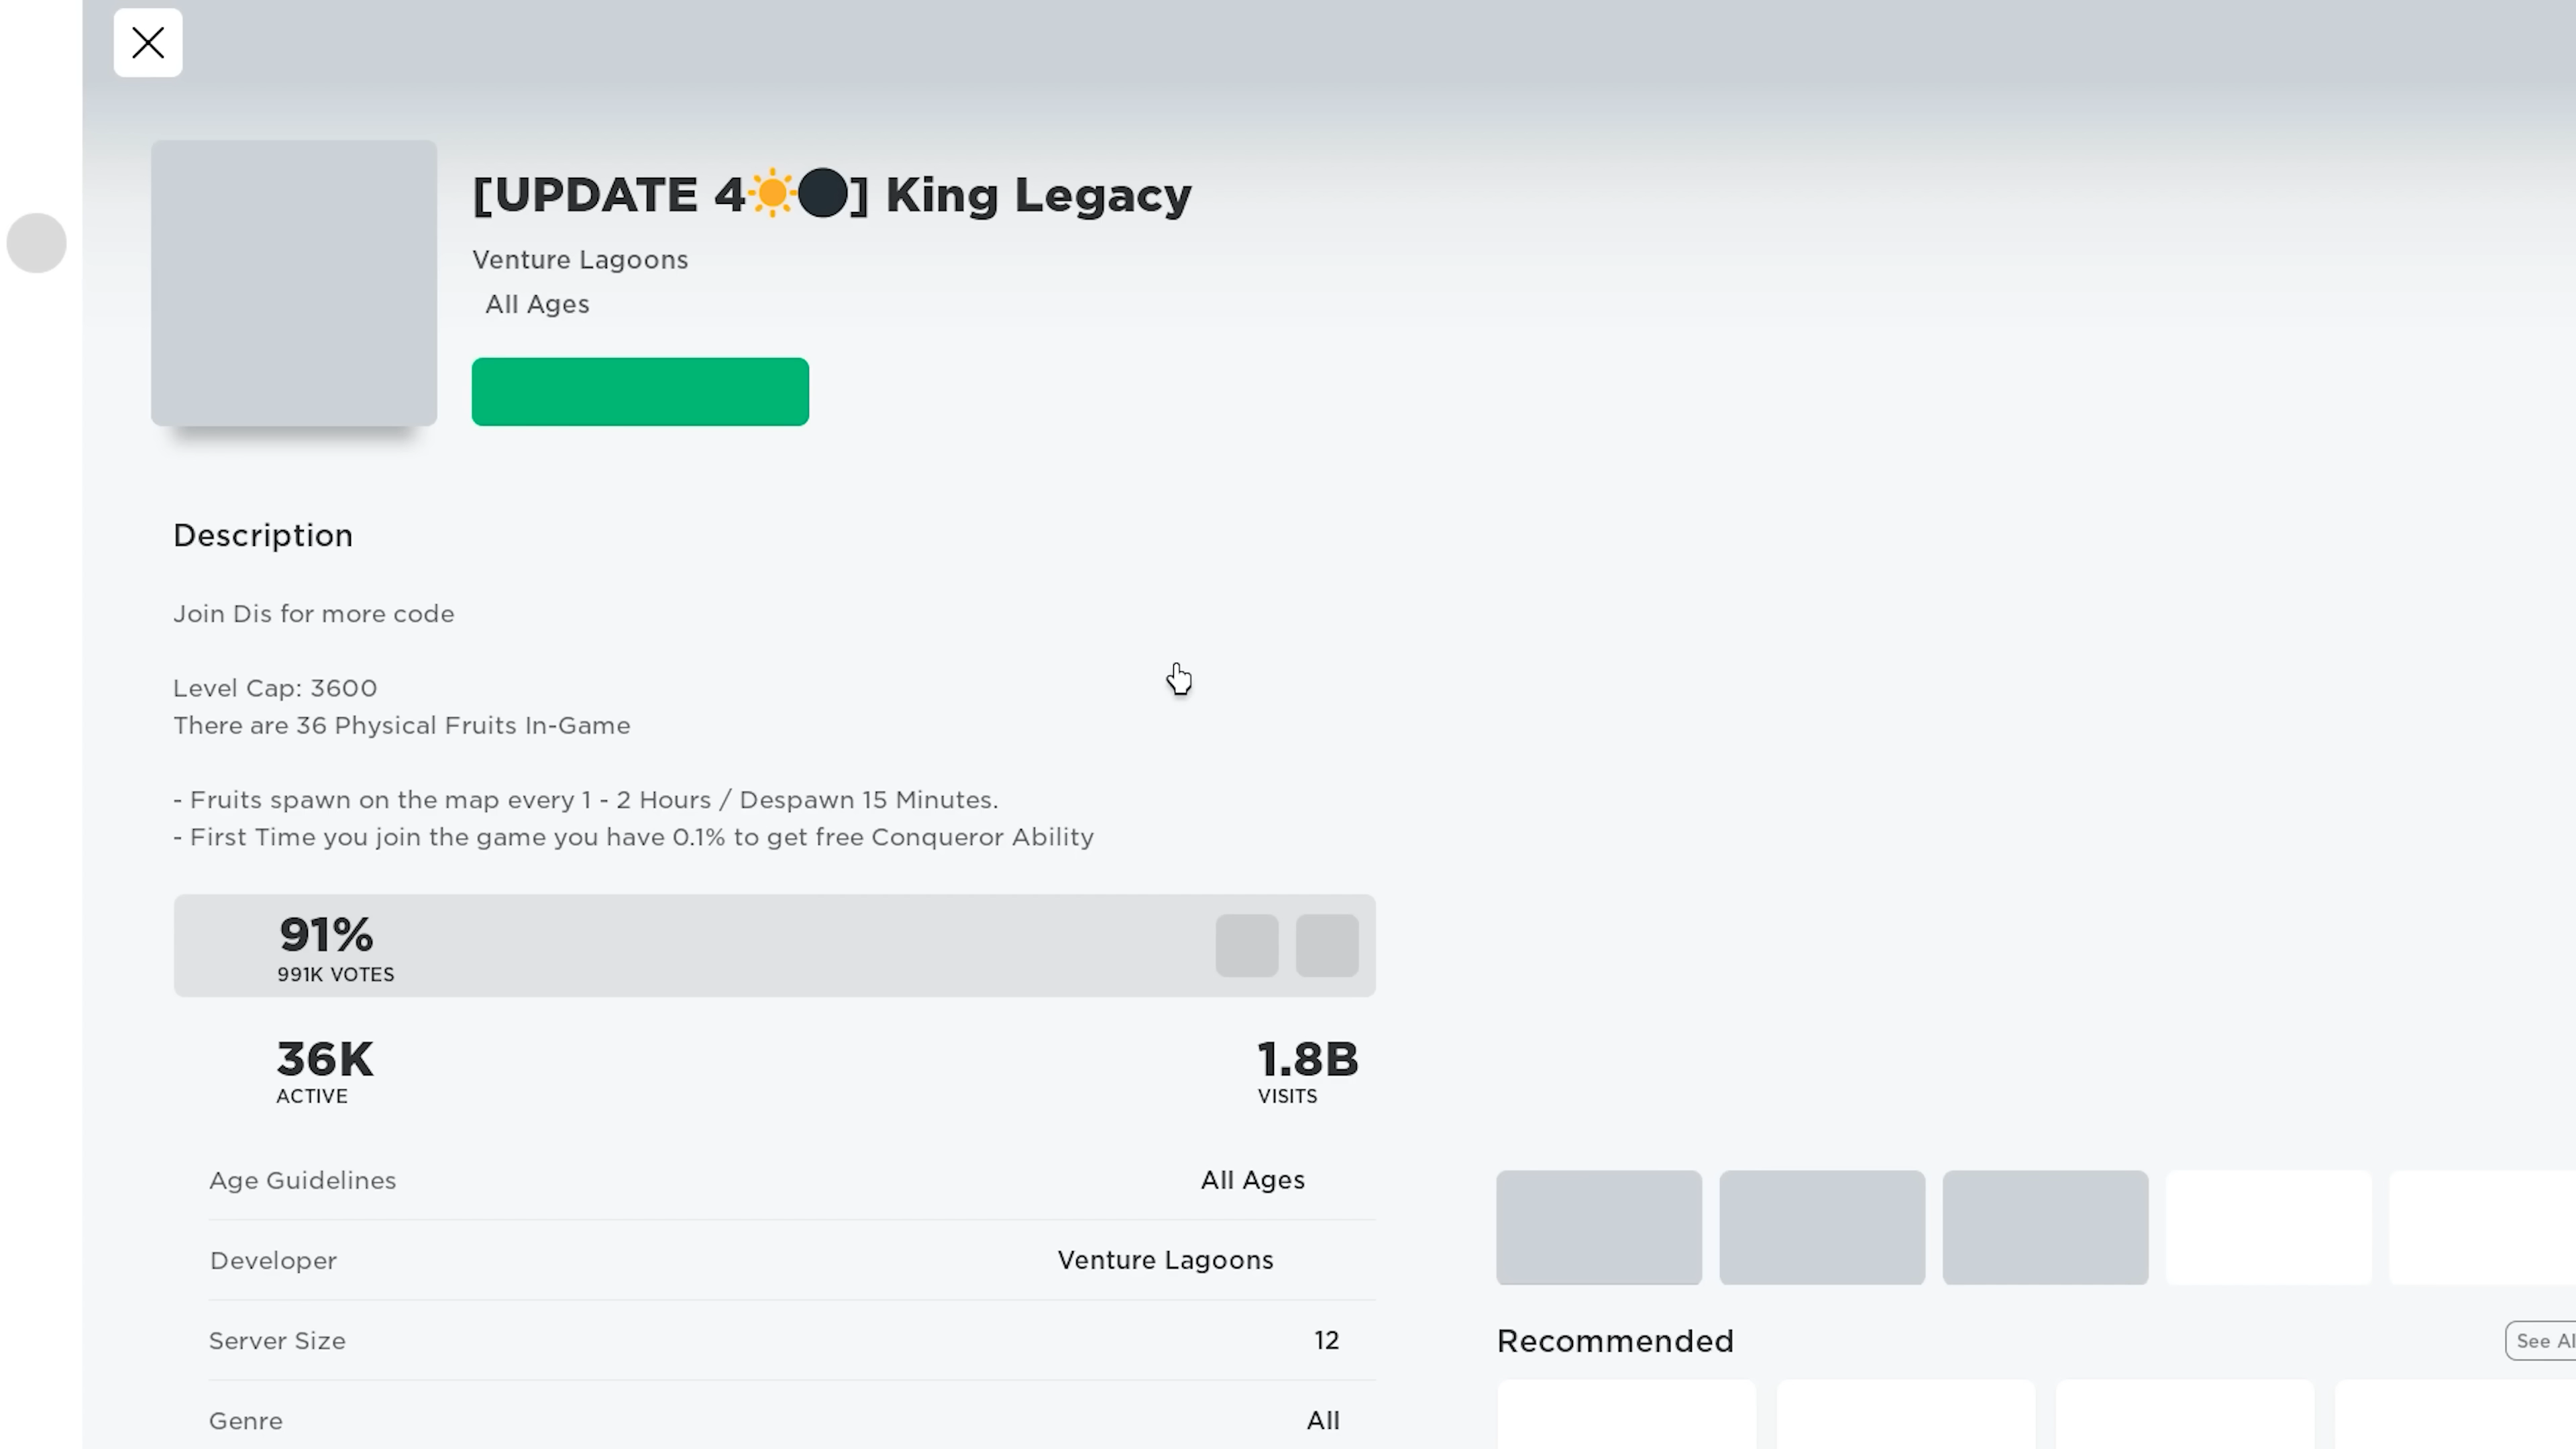 [UPDATE 4☀️🌑] King Legacy
Venture Lagoons
All Ages
Description
Join Dis for more code
Level Cap: 3600
There are 36 Physical Fruits In-Game
- Fruits spawn on the map every 1 - 2 Hours / Despawn 15 Minutes.
- First Time you join the game you have 0.1% to get free Conqueror Ability
91%
991K VOTES
36K
ACTIVE
1.8B
VISITS
Age Guidelines
All Ages
Developer
Venture Lagoons
Server Size
12
Genre
All
Recommended
See